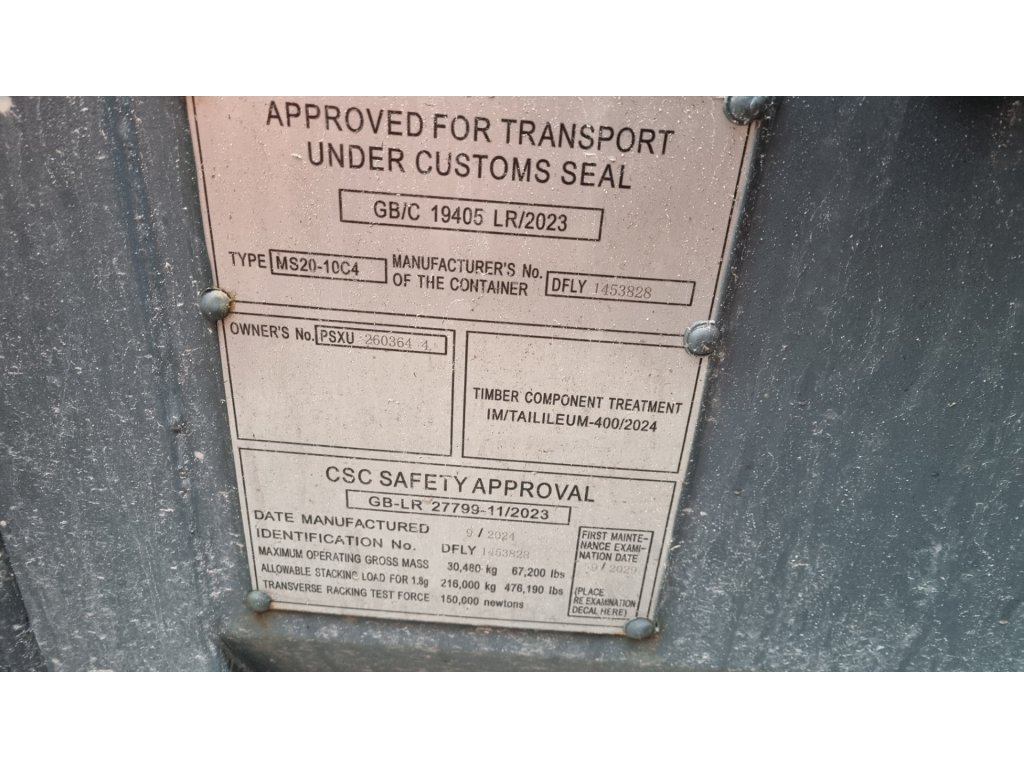 APPROVED FOR TRANSPORT
UNDER CUSTOMS SEAL
GB/C 19405 LR/2023
TYPE MS20-10C4
MANUFACTURER'S No.
OF THE CONTAINER
DFLY 1453828
OWNER'S No. PSXU 260364 4
TIMBER COMPONENT TREATMENT
IM/TAILILEUM-400/2024
CSC SAFETY APPROVAL
GB-LR 27799-11/2023
DATE MANUFACTURED 9 / 2024
IDENTIFICATION No. DFLY 1453828
MAXIMUM OPERATING GROSS MASS 30,480 kg 67,200 lbs
ALLOWABLE STACKING LOAD FOR 1.8g 216,000 kg 476,190 lbs
TRANSVERSE RACKING TEST FORCE 150,000 newtons
FIRST MAINTE-
NANCE EXAMI-
NATION DATE
9 / 2029
(PLACE
RE EXAMINATION
DECAL HERE)